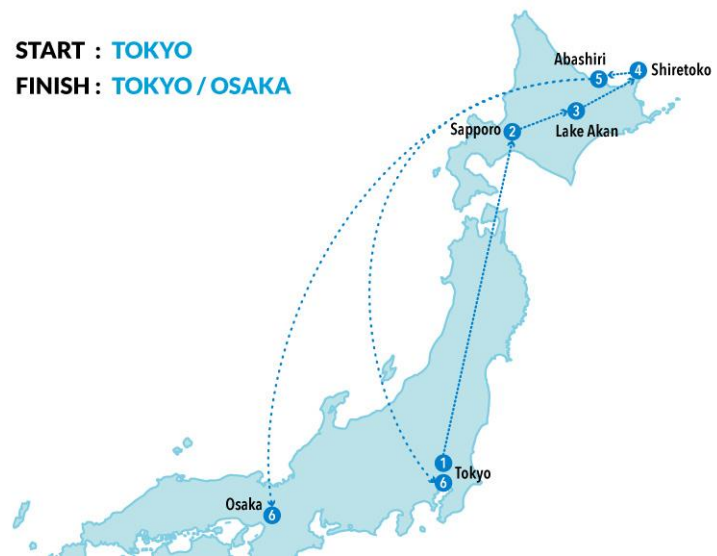 START : TOKYO
FINISH : TOKYO / OSAKA
Abashiri
5
4 Shiretoko
3
Lake Akan
Sapporo 2
1
Tokyo
6
Osaka
6